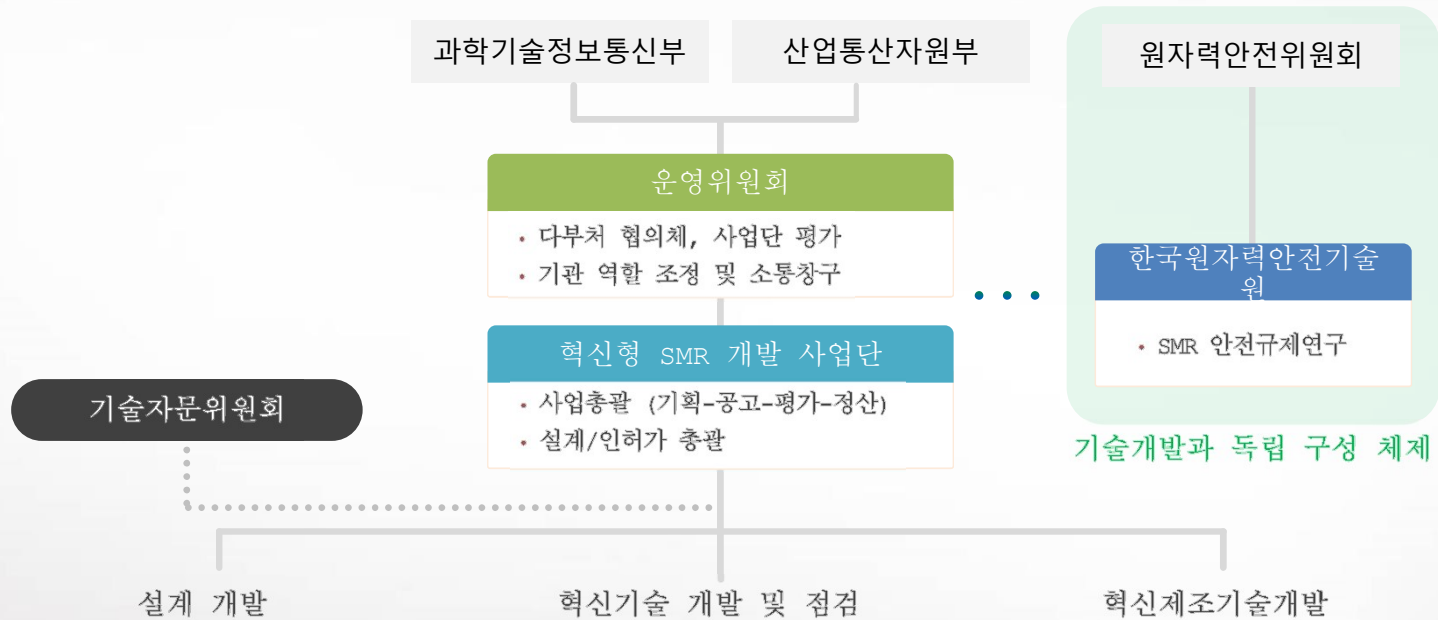 과학기술정보통신부
산업통산자원부
원자력안전위원회
운영위원회
• 다부처 협의체, 사업단 평가
• 기관 역할 조정 및 소통창구
한국원자력안전기술
원
• SMR 안전규제연구
혁신형 SMR 개발 사업단
• 사업총괄 (기획-공고-평가-정산)
• 설계/인허가 총괄
기술자문위원회
기술개발과 독립 구성 체제
설계 개발
혁신기술 개발 및 점검
혁신제조기술개발